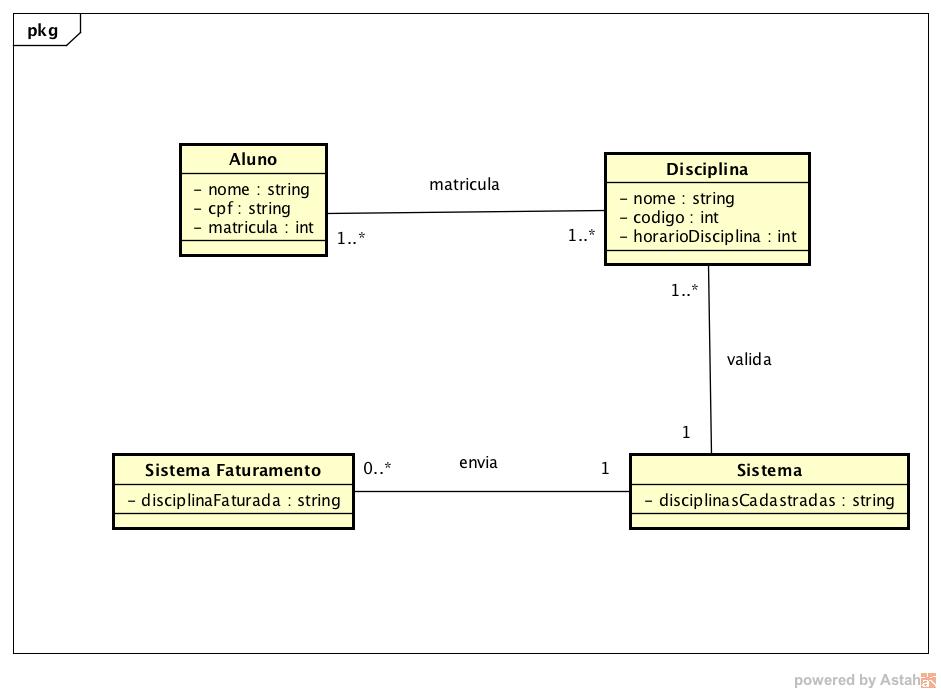 pkg
Aluno
- nome : string
- cpf : string
- matricula : int
matricula
1..*
1..*
Disciplina
- nome : string
- codigo : int
- horarioDisciplina : int
1..*
valida
1
Sistema Faturamento
- disciplinaFaturada : string
0..*
envia
1
Sistema
- disciplinasCadastradas : string
powered by Astah